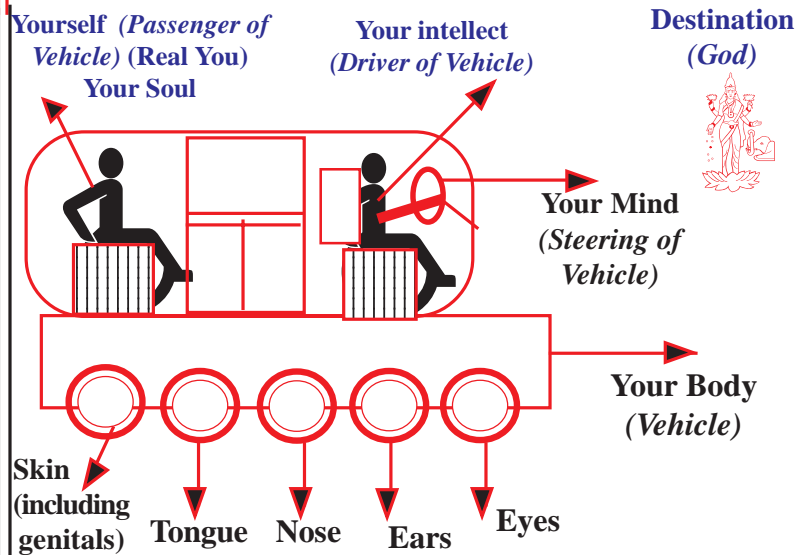 Yourself (Passenger of
Vehicle) (Real You)
Your Soul
Your intellect
(Driver of Vehicle)
Destination
(God)
Your Mind
(Steering of
Vehicle)
Your Body
(Vehicle)
Skin
(including
genitals)
Tongue
Nose
Ears
Eyes